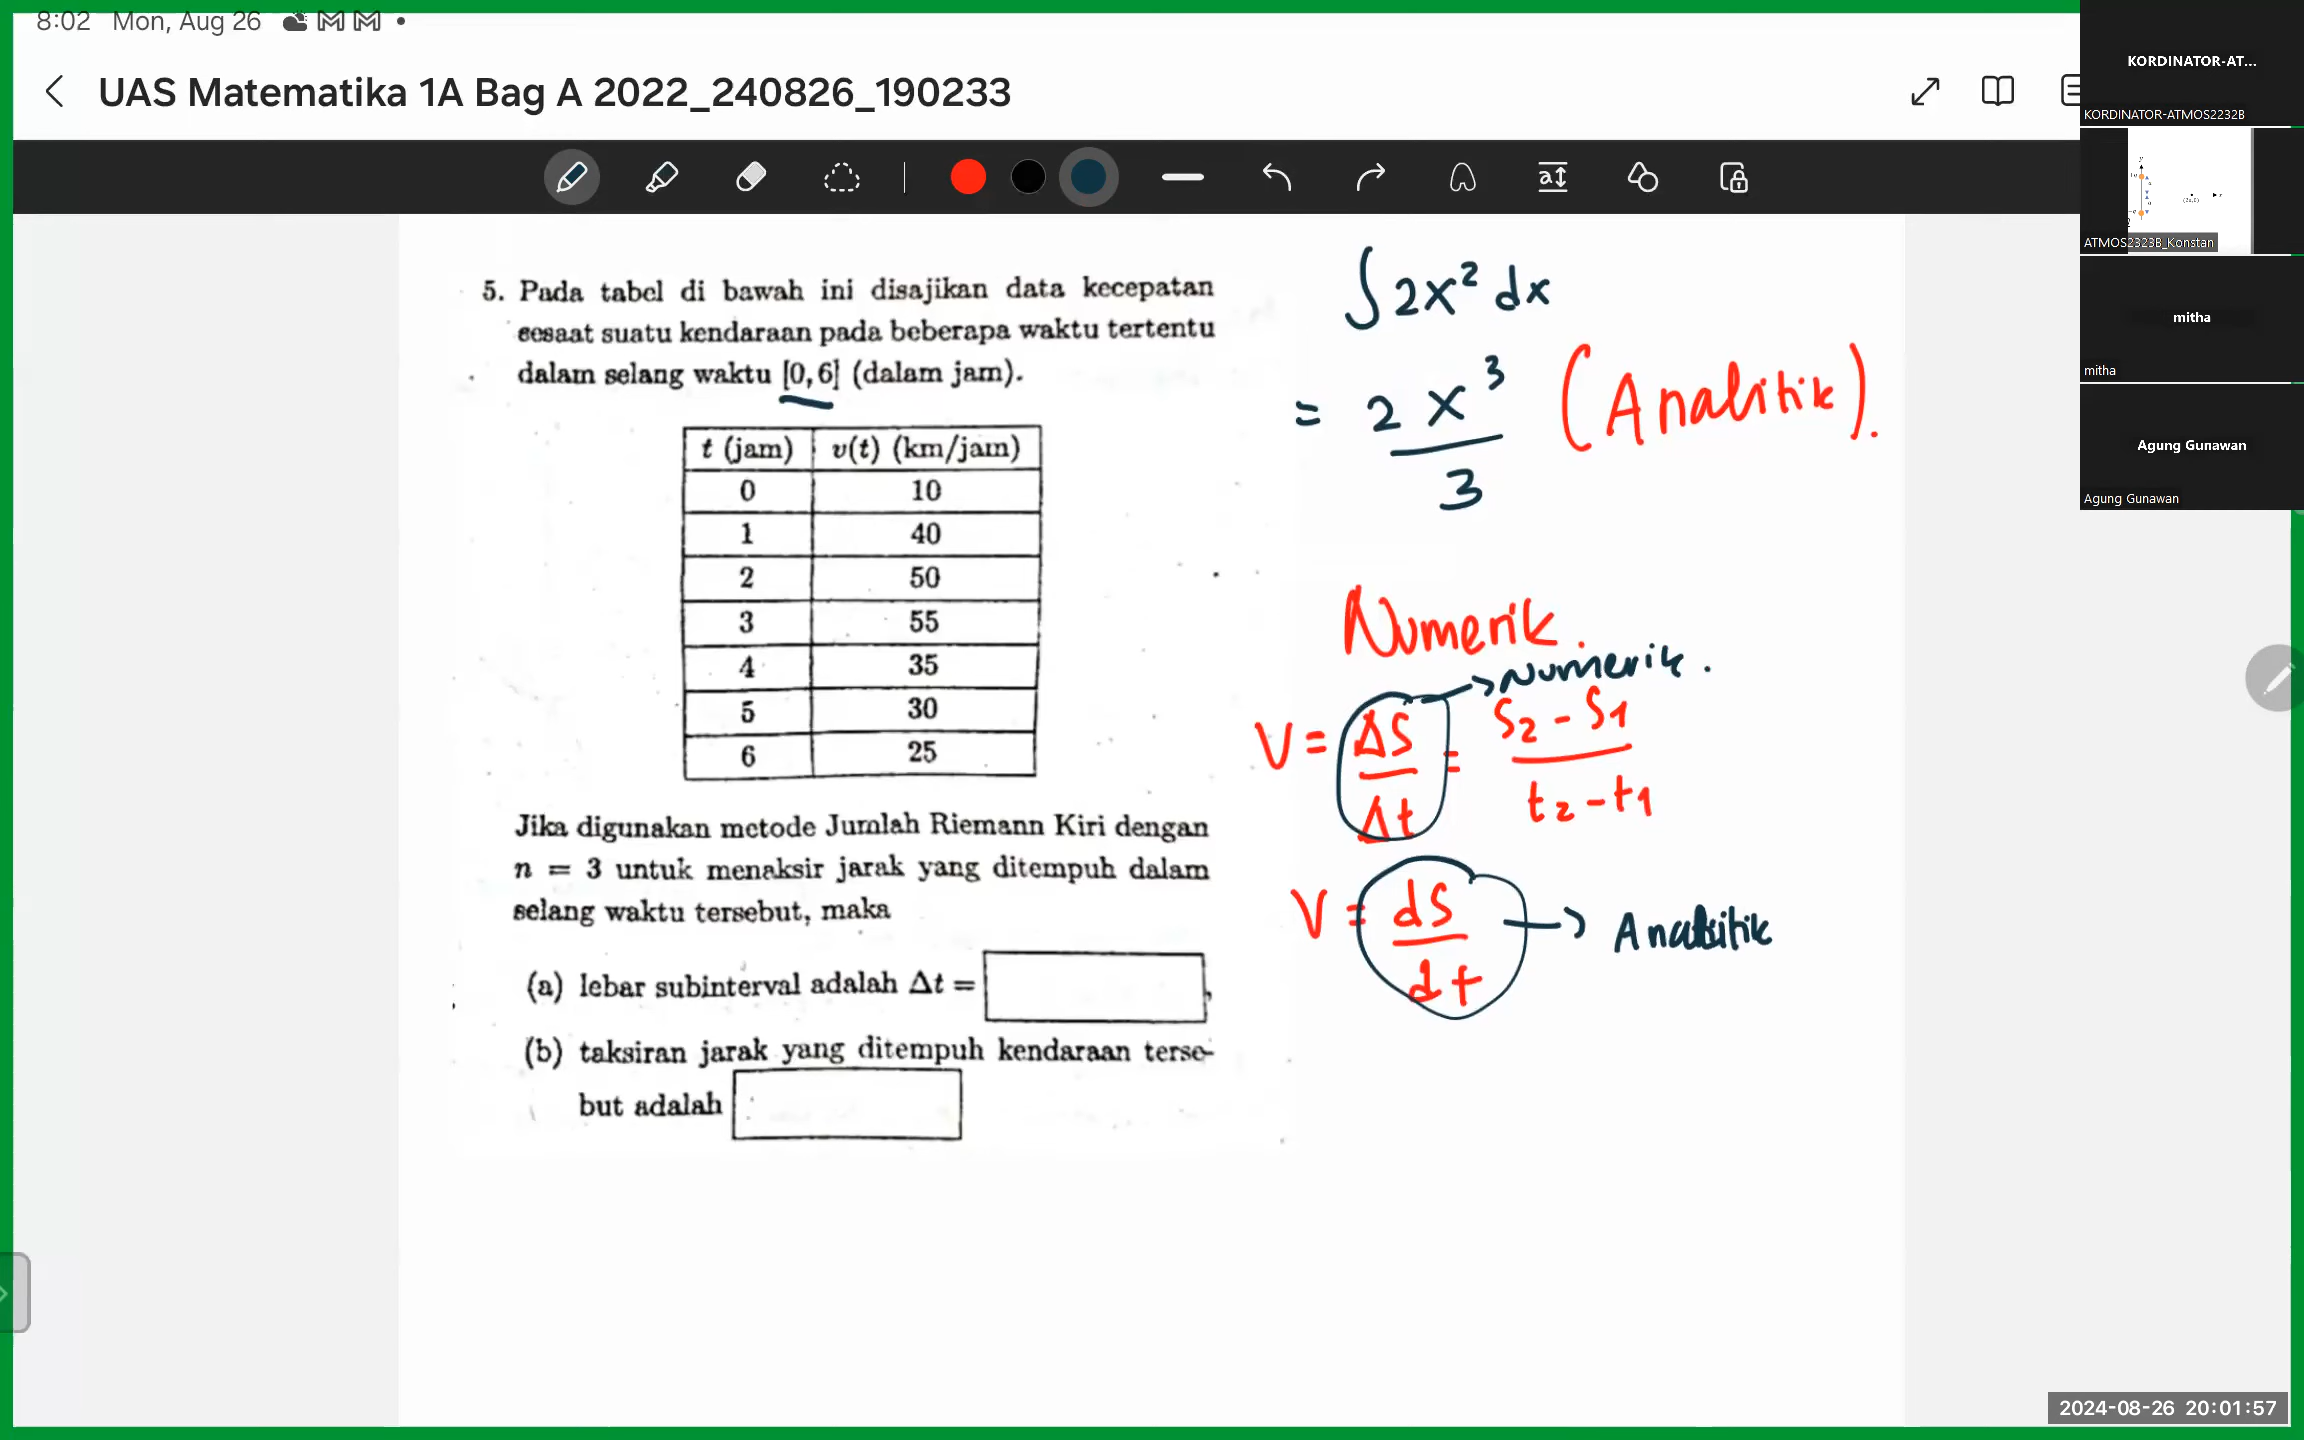 8:02 Mon, Aug 26
UAS Matematika 1A Bag A 2022_240826_190233
5. Pada tabel di bawah ini disajikan data kecepatan
sesaat suatu kendaraan pada beberapa waktu tertentu
dalam selang waktu [0, 6] (dalam jam).
t (jam) v(t) (km/jam)
0 10
1 40
2 50
3 55
4 35
5 30
6 25
Jika digunakan metode Jumlah Riemann Kiri dengan
n = 3 untuk menaksir jarak yang ditempuh dalam
selang waktu tersebut, maka
(a) lebar subinterval adalah Δt = ,
(b) taksiran jarak yang ditempuh kendaraan terse-
but adalah
∫ 2x² dx
= 2x³/3 (Analitik).
Numerik.
→ Numerik.
V = ΔS/Δt = S2 - S1 / t2 - t1
V = dS/dt → Analitik
KORDINATOR-AT...
KORDINATOR-ATMOS2232B
ATMOS2323B_Konstan
mitha
mitha
Agung Gunawan
Agung Gunawan
2024-08-26 20:01:57